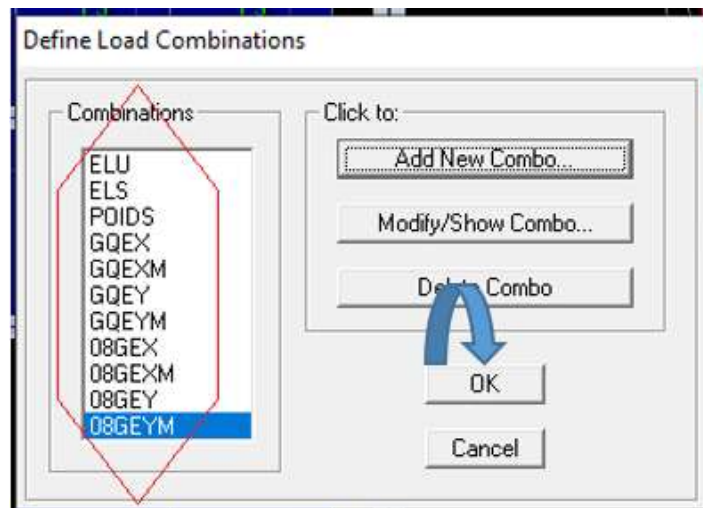 Define Load Combinations
Combinations
ELU
ELS
POIDS
GQEX
GQEXM
GQEY
GQEYM
08GEX
08GEXM
08GEY
08GEYM
Click to:
Add New Combo...
Modify/Show Combo...
Delete Combo
OK
Cancel